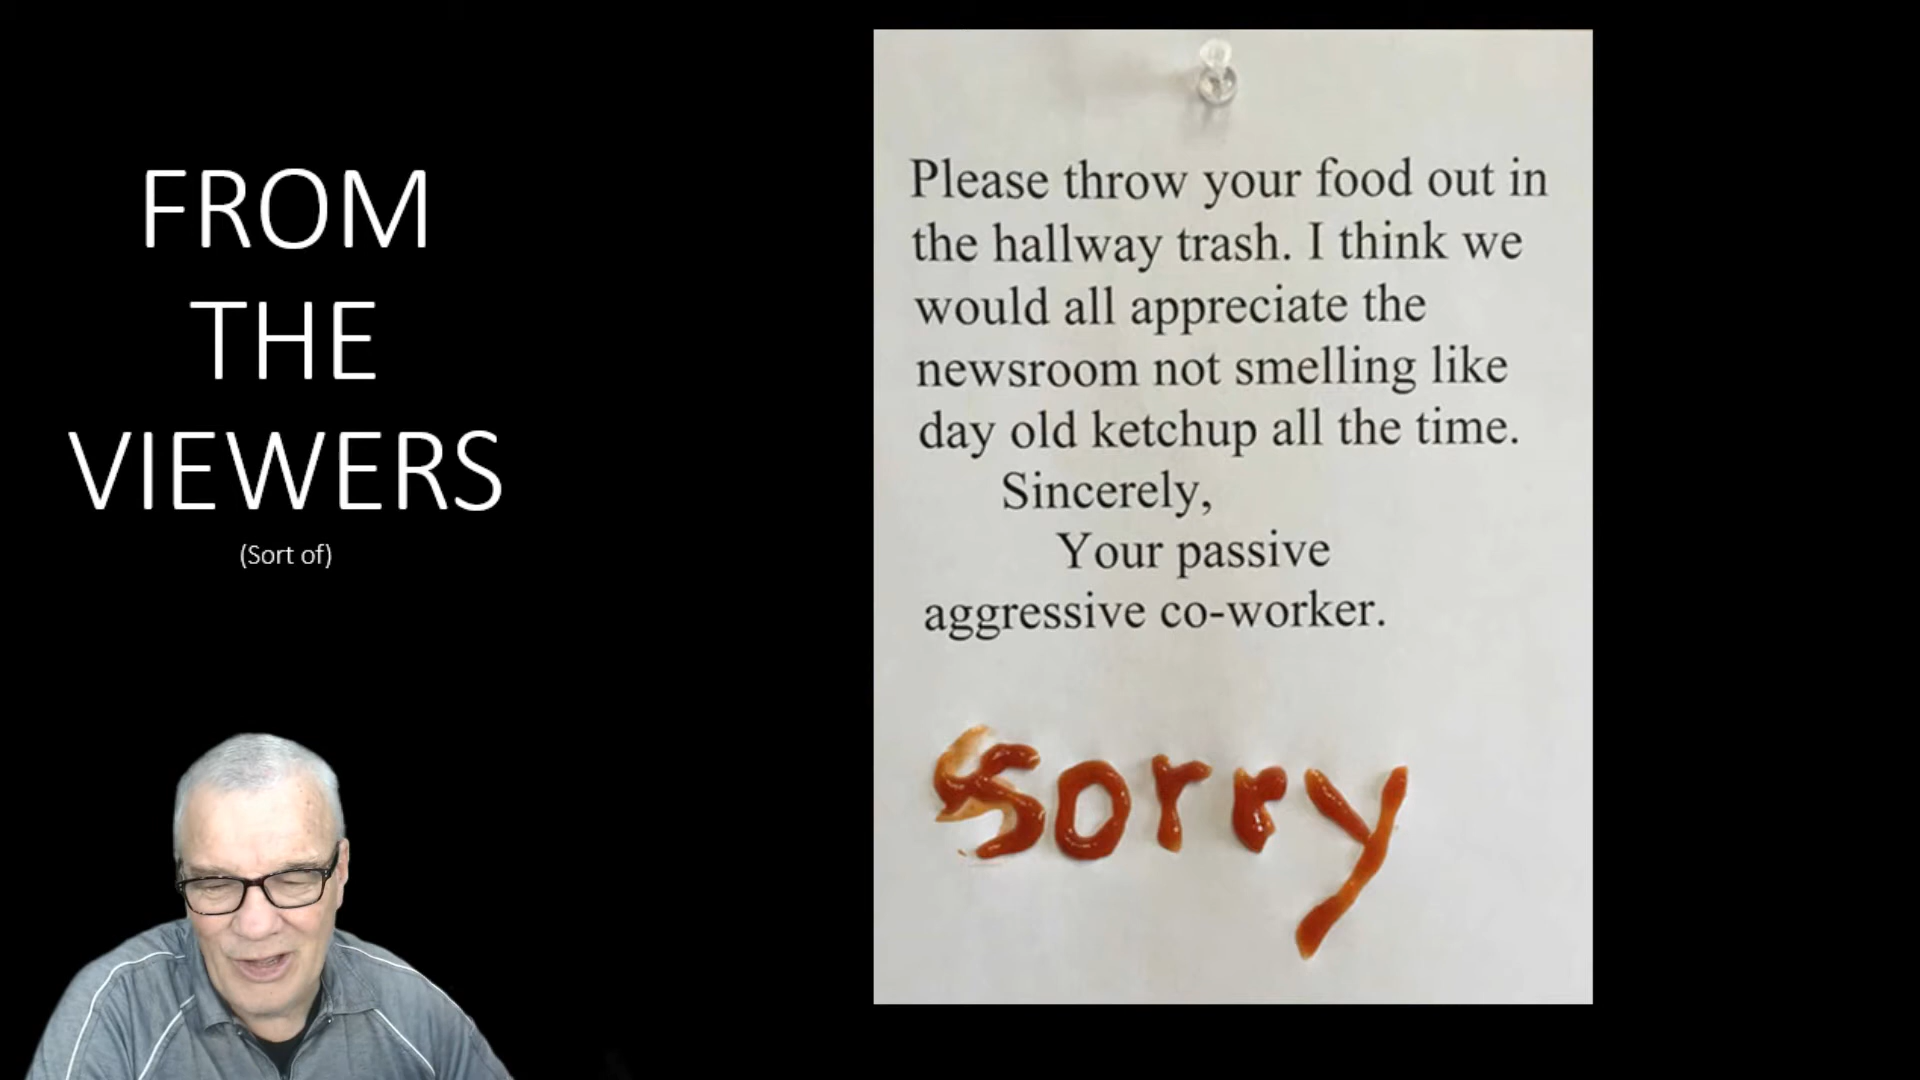 FROM
THE
VIEWERS
(Sort of)
Please throw your food out in
the hallway trash. I think we
would all appreciate the
newsroom not smelling like
day old ketchup all the time.
Sincerely,
Your passive
aggressive co-worker.
sorry